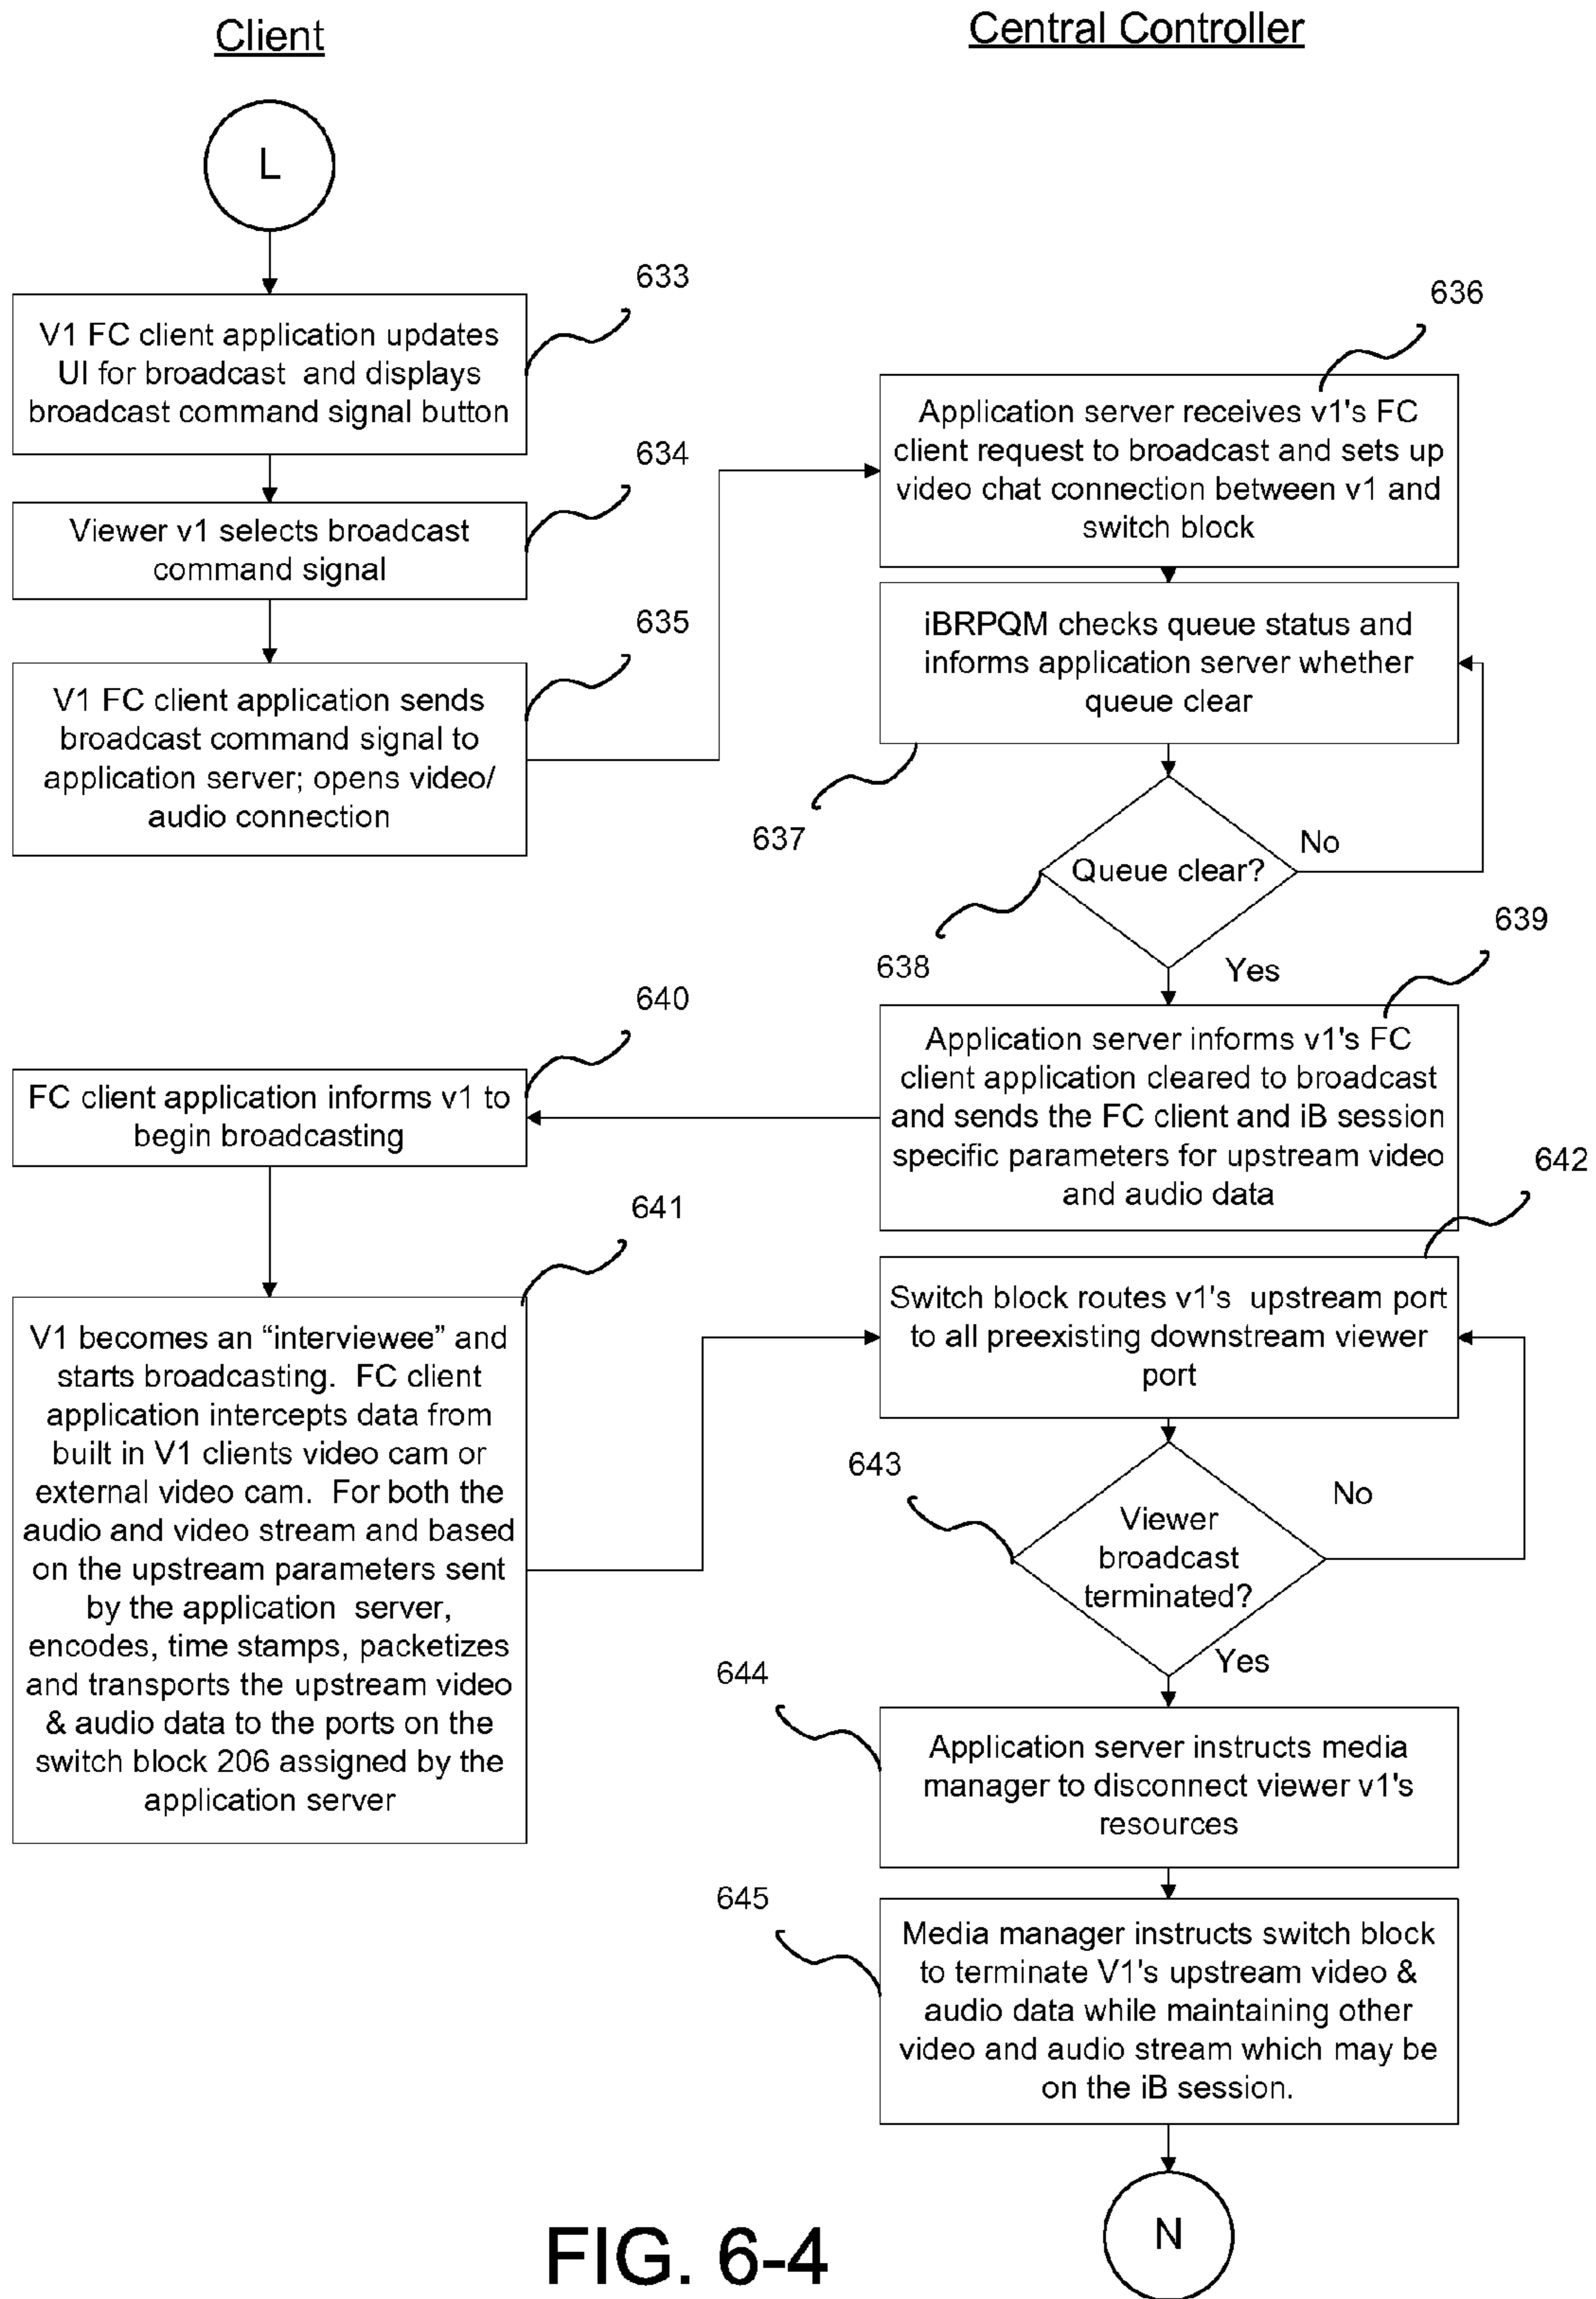 Client
Central Controller
L
633
V1 FC client application updates
UI for broadcast and displays
broadcast command signal button
634
Viewer v1 selects broadcast
command signal
635
V1 FC client application sends
broadcast command signal to
application server; opens video/
audio connection
636
Application server receives v1's FC
client request to broadcast and sets up
video chat connection between v1 and
switch block
iBRPQM checks queue status and
informs application server whether
queue clear
637
Queue clear?
No
638
Yes
639
Application server informs v1's FC
client application cleared to broadcast
and sends the FC client and iB session
specific parameters for upstream video
and audio data
640
FC client application informs v1 to
begin broadcasting
641
V1 becomes an “interviewee” and
starts broadcasting. FC client
application intercepts data from
built in V1 clients video cam or
external video cam. For both the
audio and video stream and based
on the upstream parameters sent
by the application server,
encodes, time stamps, packetizes
and transports the upstream video
& audio data to the ports on the
switch block 206 assigned by the
application server
642
Switch block routes v1's upstream port
to all preexisting downstream viewer
port
643
Viewer
broadcast
terminated?
No
Yes
644
Application server instructs media
manager to disconnect viewer v1's
resources
645
Media manager instructs switch block
to terminate V1's upstream video &
audio data while maintaining other
video and audio stream which may be
on the iB session.
N
FIG. 6-4